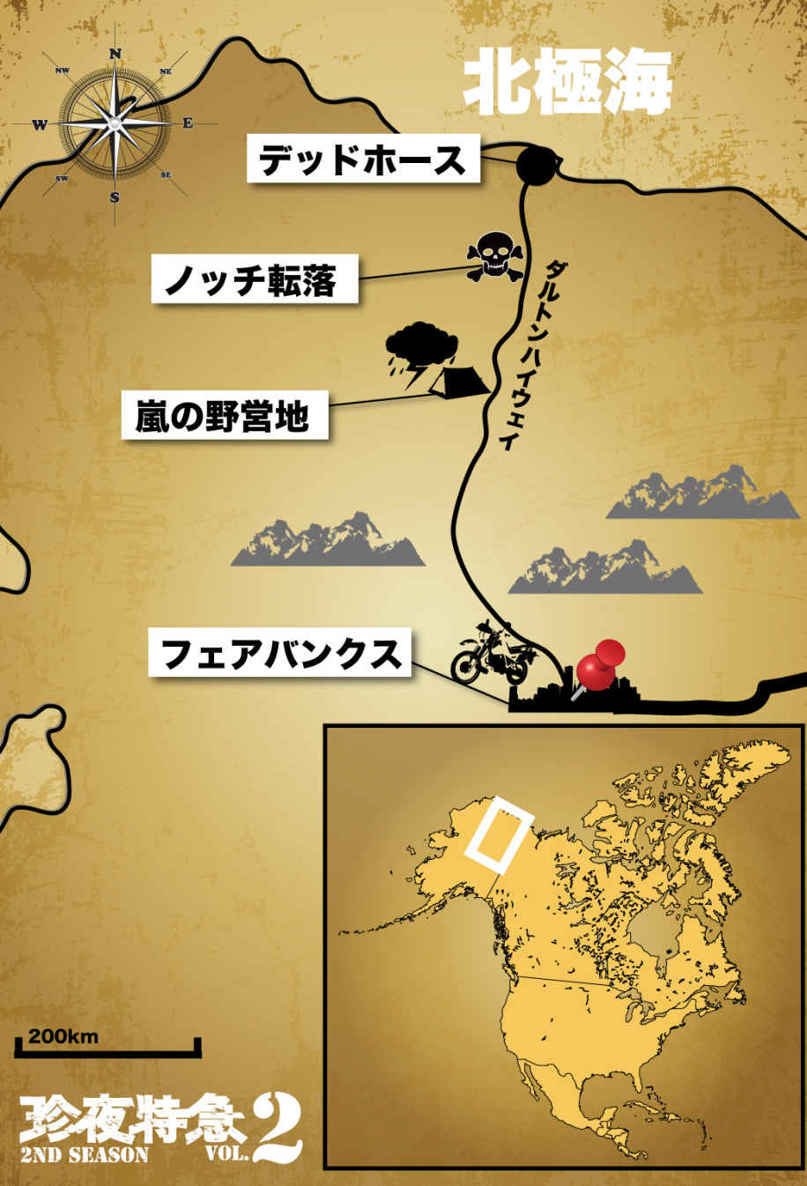 北極海
N
NW
NE
W
E
SW
SE
S
デッドホース
ノッチ転落
ダルトンハイウェイ
嵐の野営地
フェアバンクス
200km
珍夜特急 2
2ND SEASON VOL.